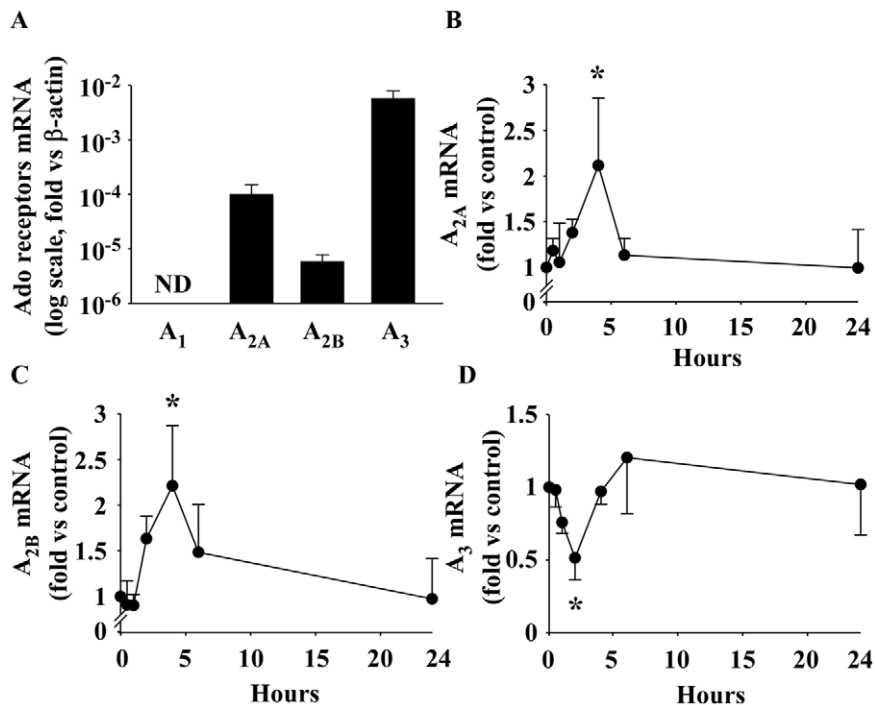 A
Ado receptors mRNA
(log scale, fold vs β-actin)
10⁻²
10⁻³
10⁻⁴
10⁻⁵
10⁻⁶
ND
A₁ A₂A A₂B A₃
B
A₂A mRNA
(fold vs control)
3
2.5
2
1.5
1
0
*
0 5 10 15 20 24
Hours
C
A₂B mRNA
(fold vs control)
3
2.5
2
1.5
1
0
*
0 5 10 15 20 24
Hours
D
A₃ mRNA
(fold vs control)
1.5
1
0.5
0
*
0 5 10 15 20 24
Hours